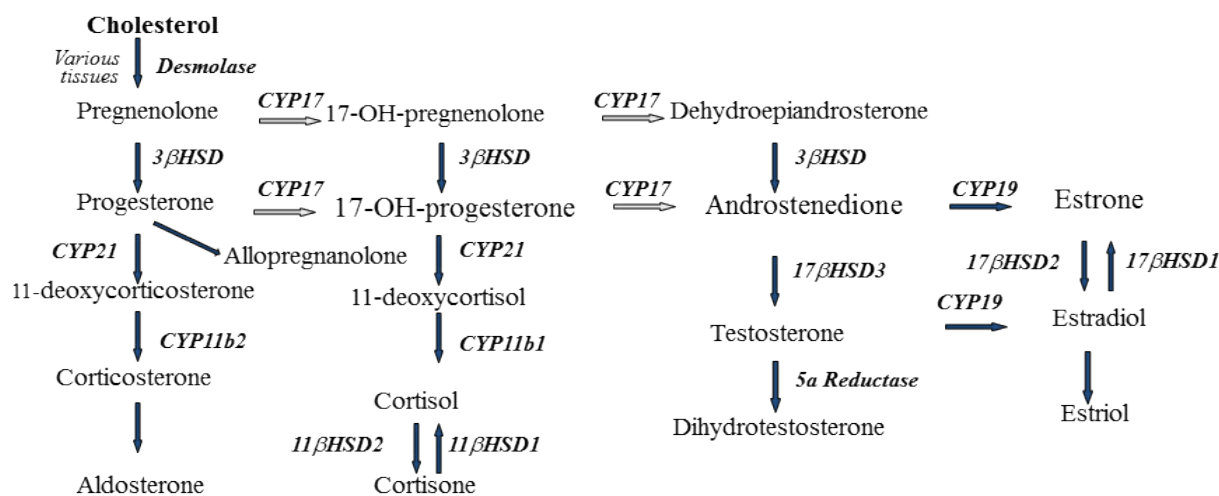 Cholesterol
Various
tissues
Desmolase
CYP17
CYP17
Pregnenolone
17-OH-pregnenolone
Dehydroepiandrosterone
3βHSD
3βHSD
3βHSD
CYP17
CYP17
CYP19
Progesterone
17-OH-progesterone
Androstenedione
Estrone
CYP21
Allopregnanolone
CYP21
17βHSD3
17βHSD2
17βHSD1
11-deoxycorticosterone
11-deoxycortisol
CYP19
Testosterone
Estradiol
CYP11b2
CYP11b1
Corticosterone
5a Reductase
Cortisol
Dihydrotestosterone
Estriol
11βHSD2
11βHSD1
Aldosterone
Cortisone